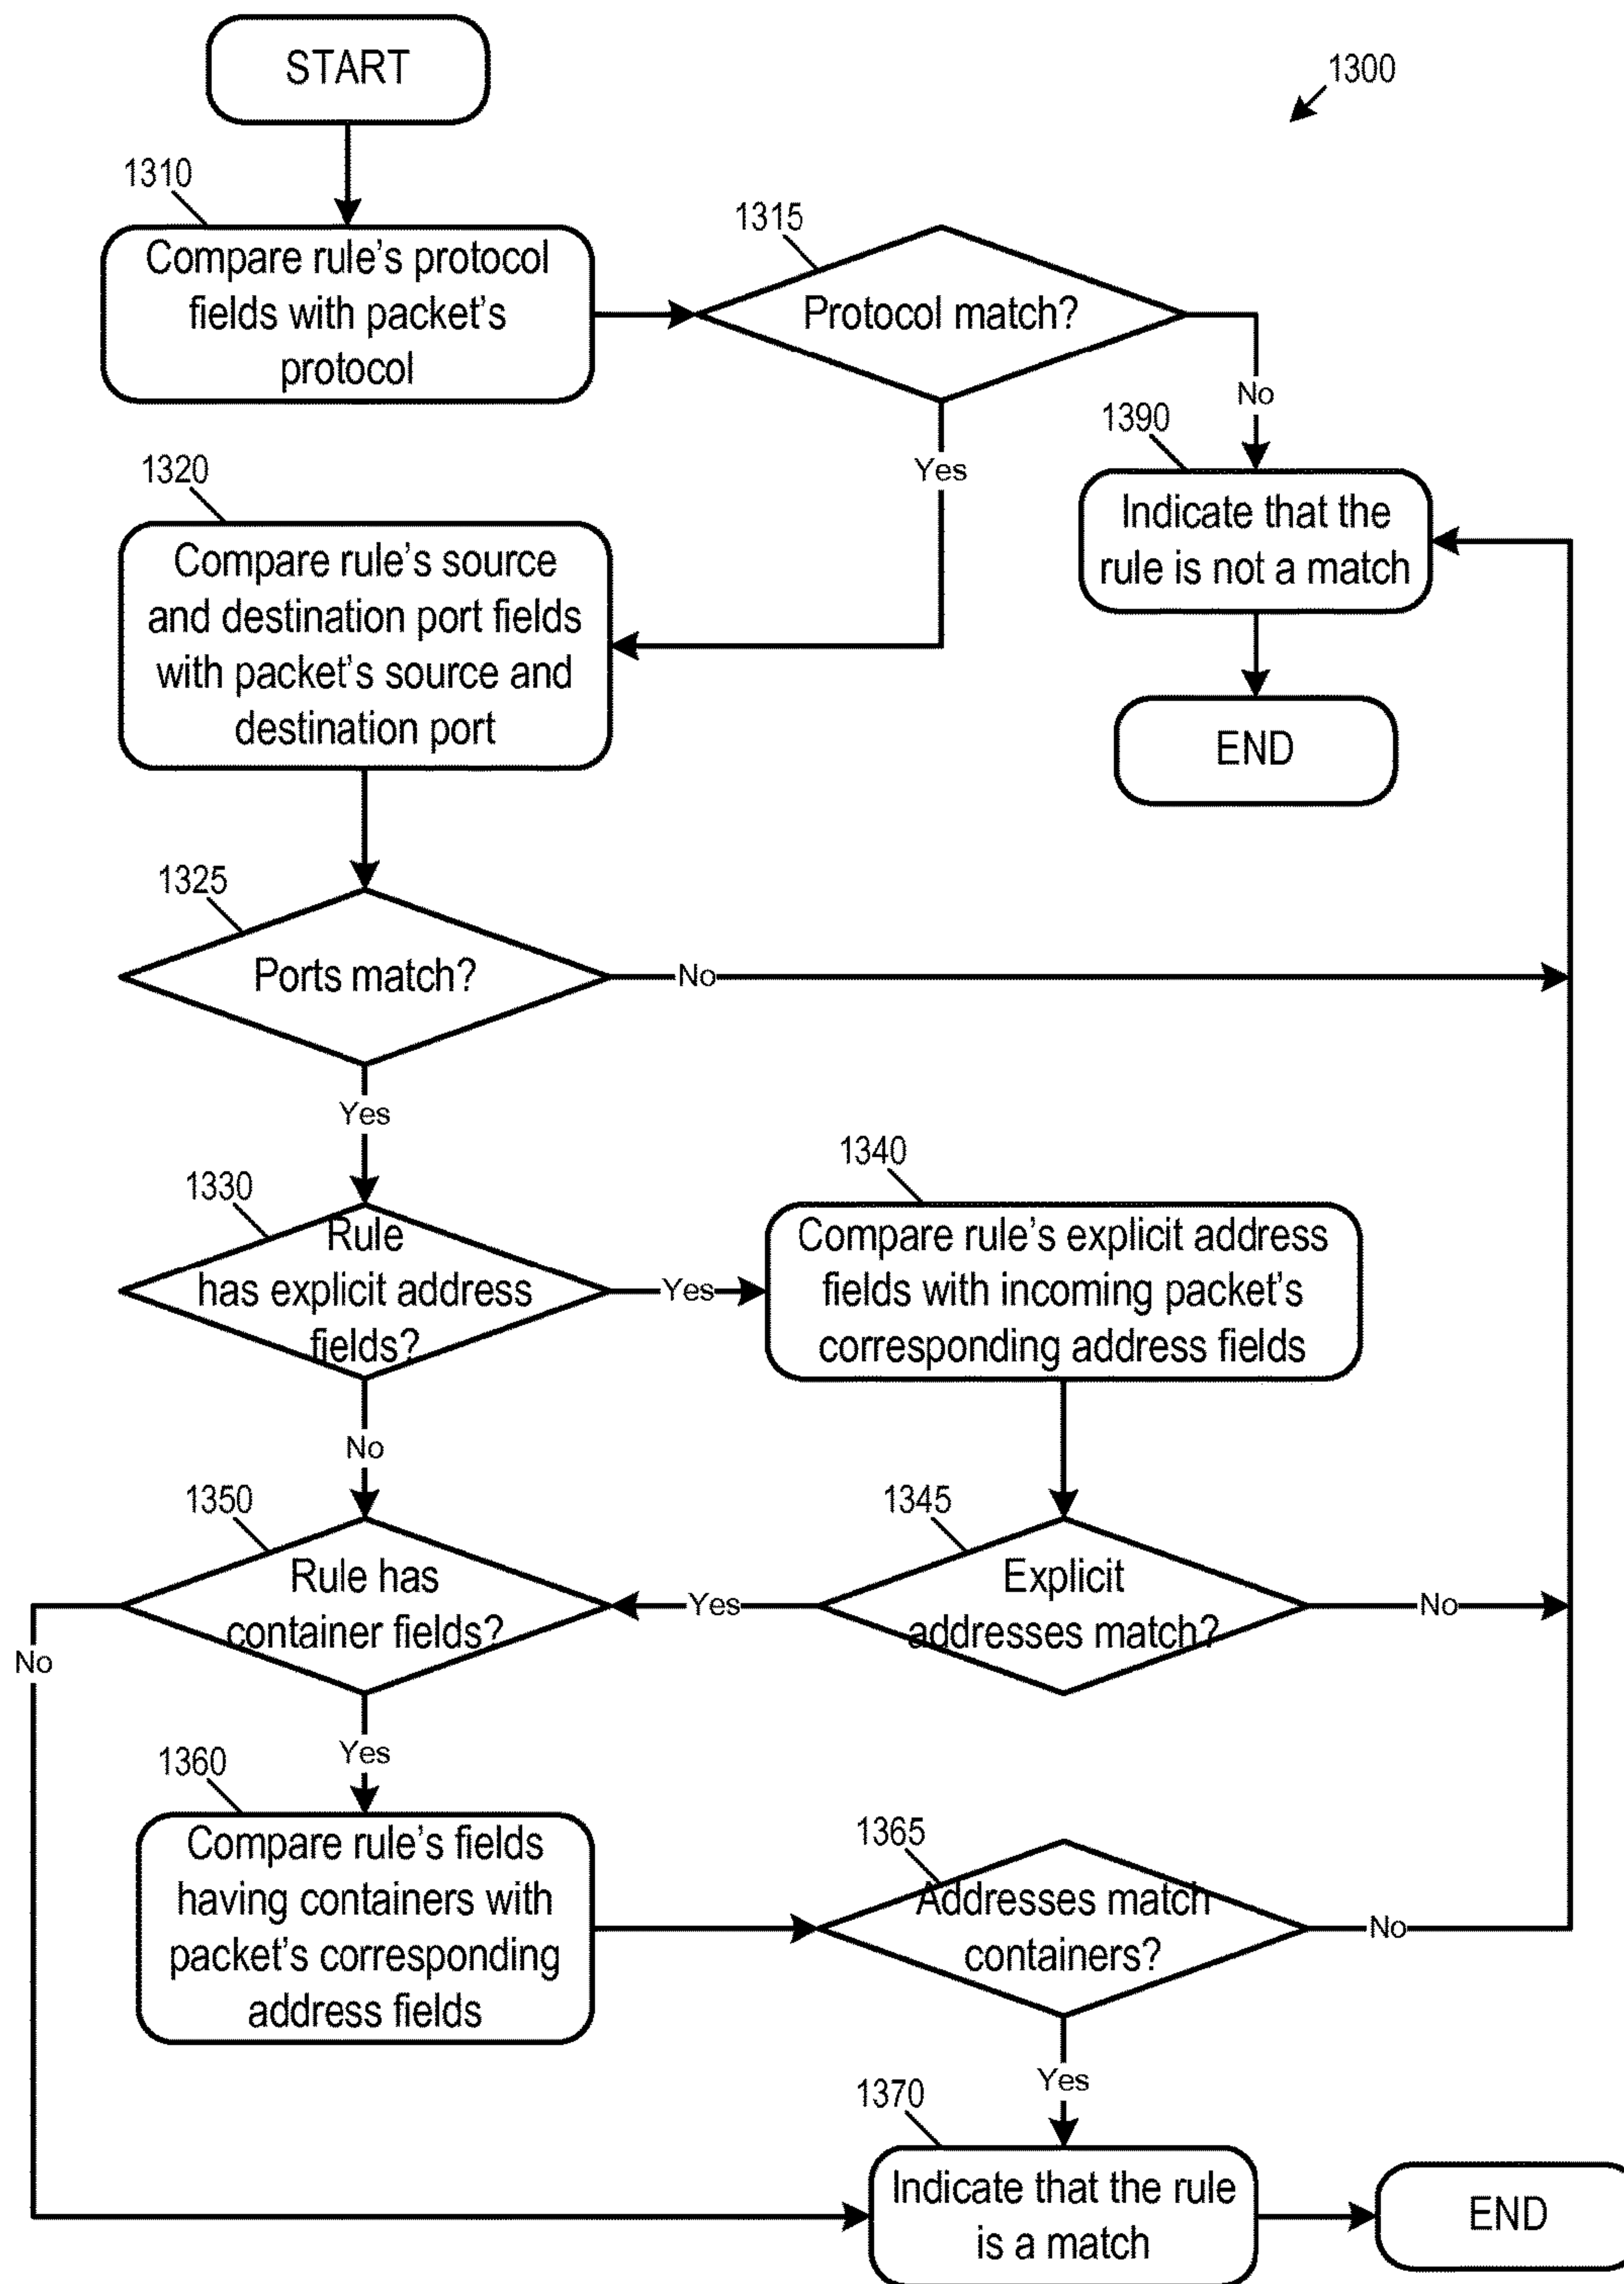 START
1300
1310
Compare rule's protocol
fields with packet's
protocol
1315
Protocol match?
No
Yes
1390
Indicate that the
rule is not a match
END
1320
Compare rule's source
and destination port fields
with packet's source and
destination port
1325
Ports match?
No
Yes
1330
Rule
has explicit address
fields?
Yes
No
1340
Compare rule's explicit address
fields with incoming packet's
corresponding address fields
1345
Explicit
addresses match?
Yes
No
1350
Rule has
container fields?
No
Yes
1360
Compare rule's fields
having containers with
packet's corresponding
address fields
1365
Addresses match
containers?
No
Yes
1370
Indicate that the rule
is a match
END